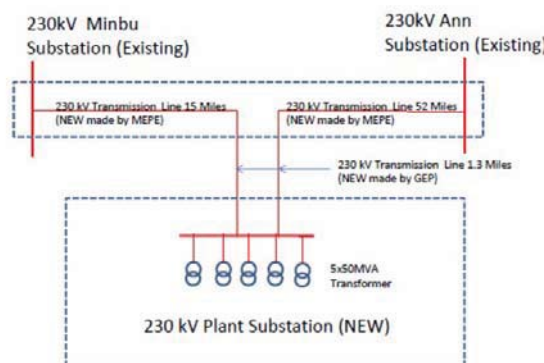 230kV Minbu
Substation (Existing)
230kV Ann
Substation (Existing)
230 kV Transmission Line 15 Miles
(NEW made by MEPE)
230 kV Transmission Line 52 Miles
(NEW made by MEPE)
230 kV Transmission Line 1.3 Miles
(NEW made by GEP)
5x50MVA
Transformer
230 kV Plant Substation (NEW)